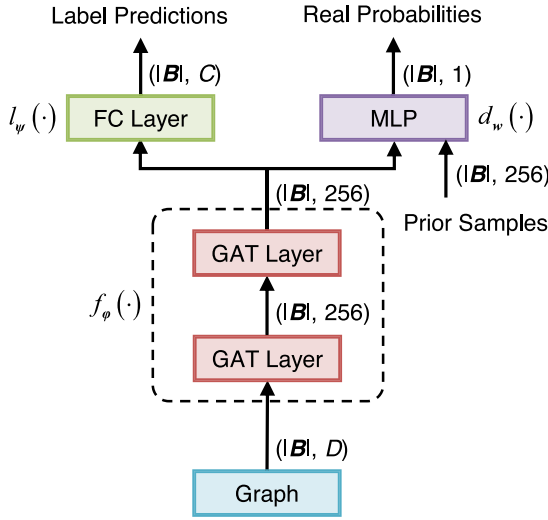 Label Predictions
Real Probabilities
(|B|, C)
(|B|, 1)
l_ψ(·)
FC Layer
MLP
d_w(·)
(|B|, 256)
(|B|, 256)
Prior Samples
GAT Layer
f_φ(·)
(|B|, 256)
GAT Layer
(|B|, D)
Graph